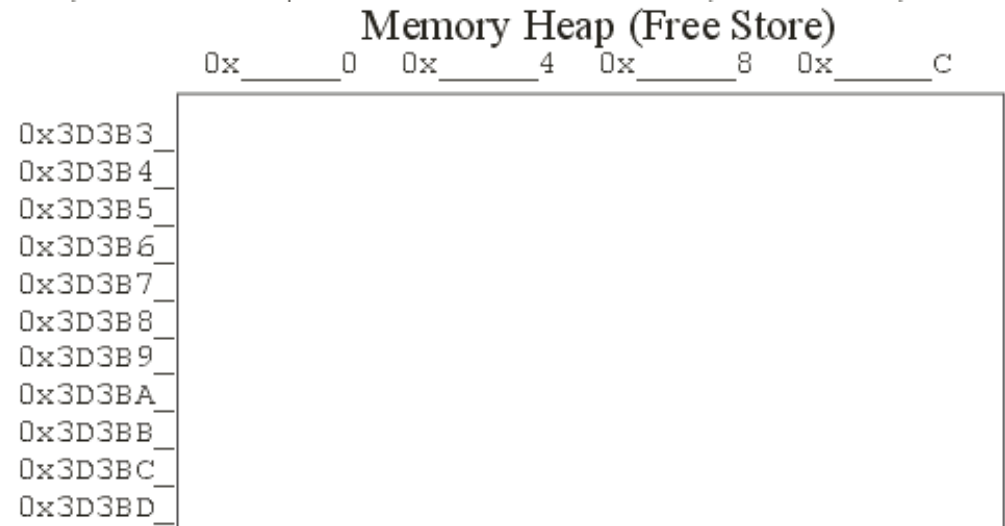 Memory Heap (Free Store)
0x______0 0x______4 0x______8 0x______C
0x3D3B3_
0x3D3B4_
0x3D3B5_
0x3D3B6_
0x3D3B7_
0x3D3B8_
0x3D3B9_
0x3D3BA_
0x3D3BB_
0x3D3BC_
0x3D3BD_